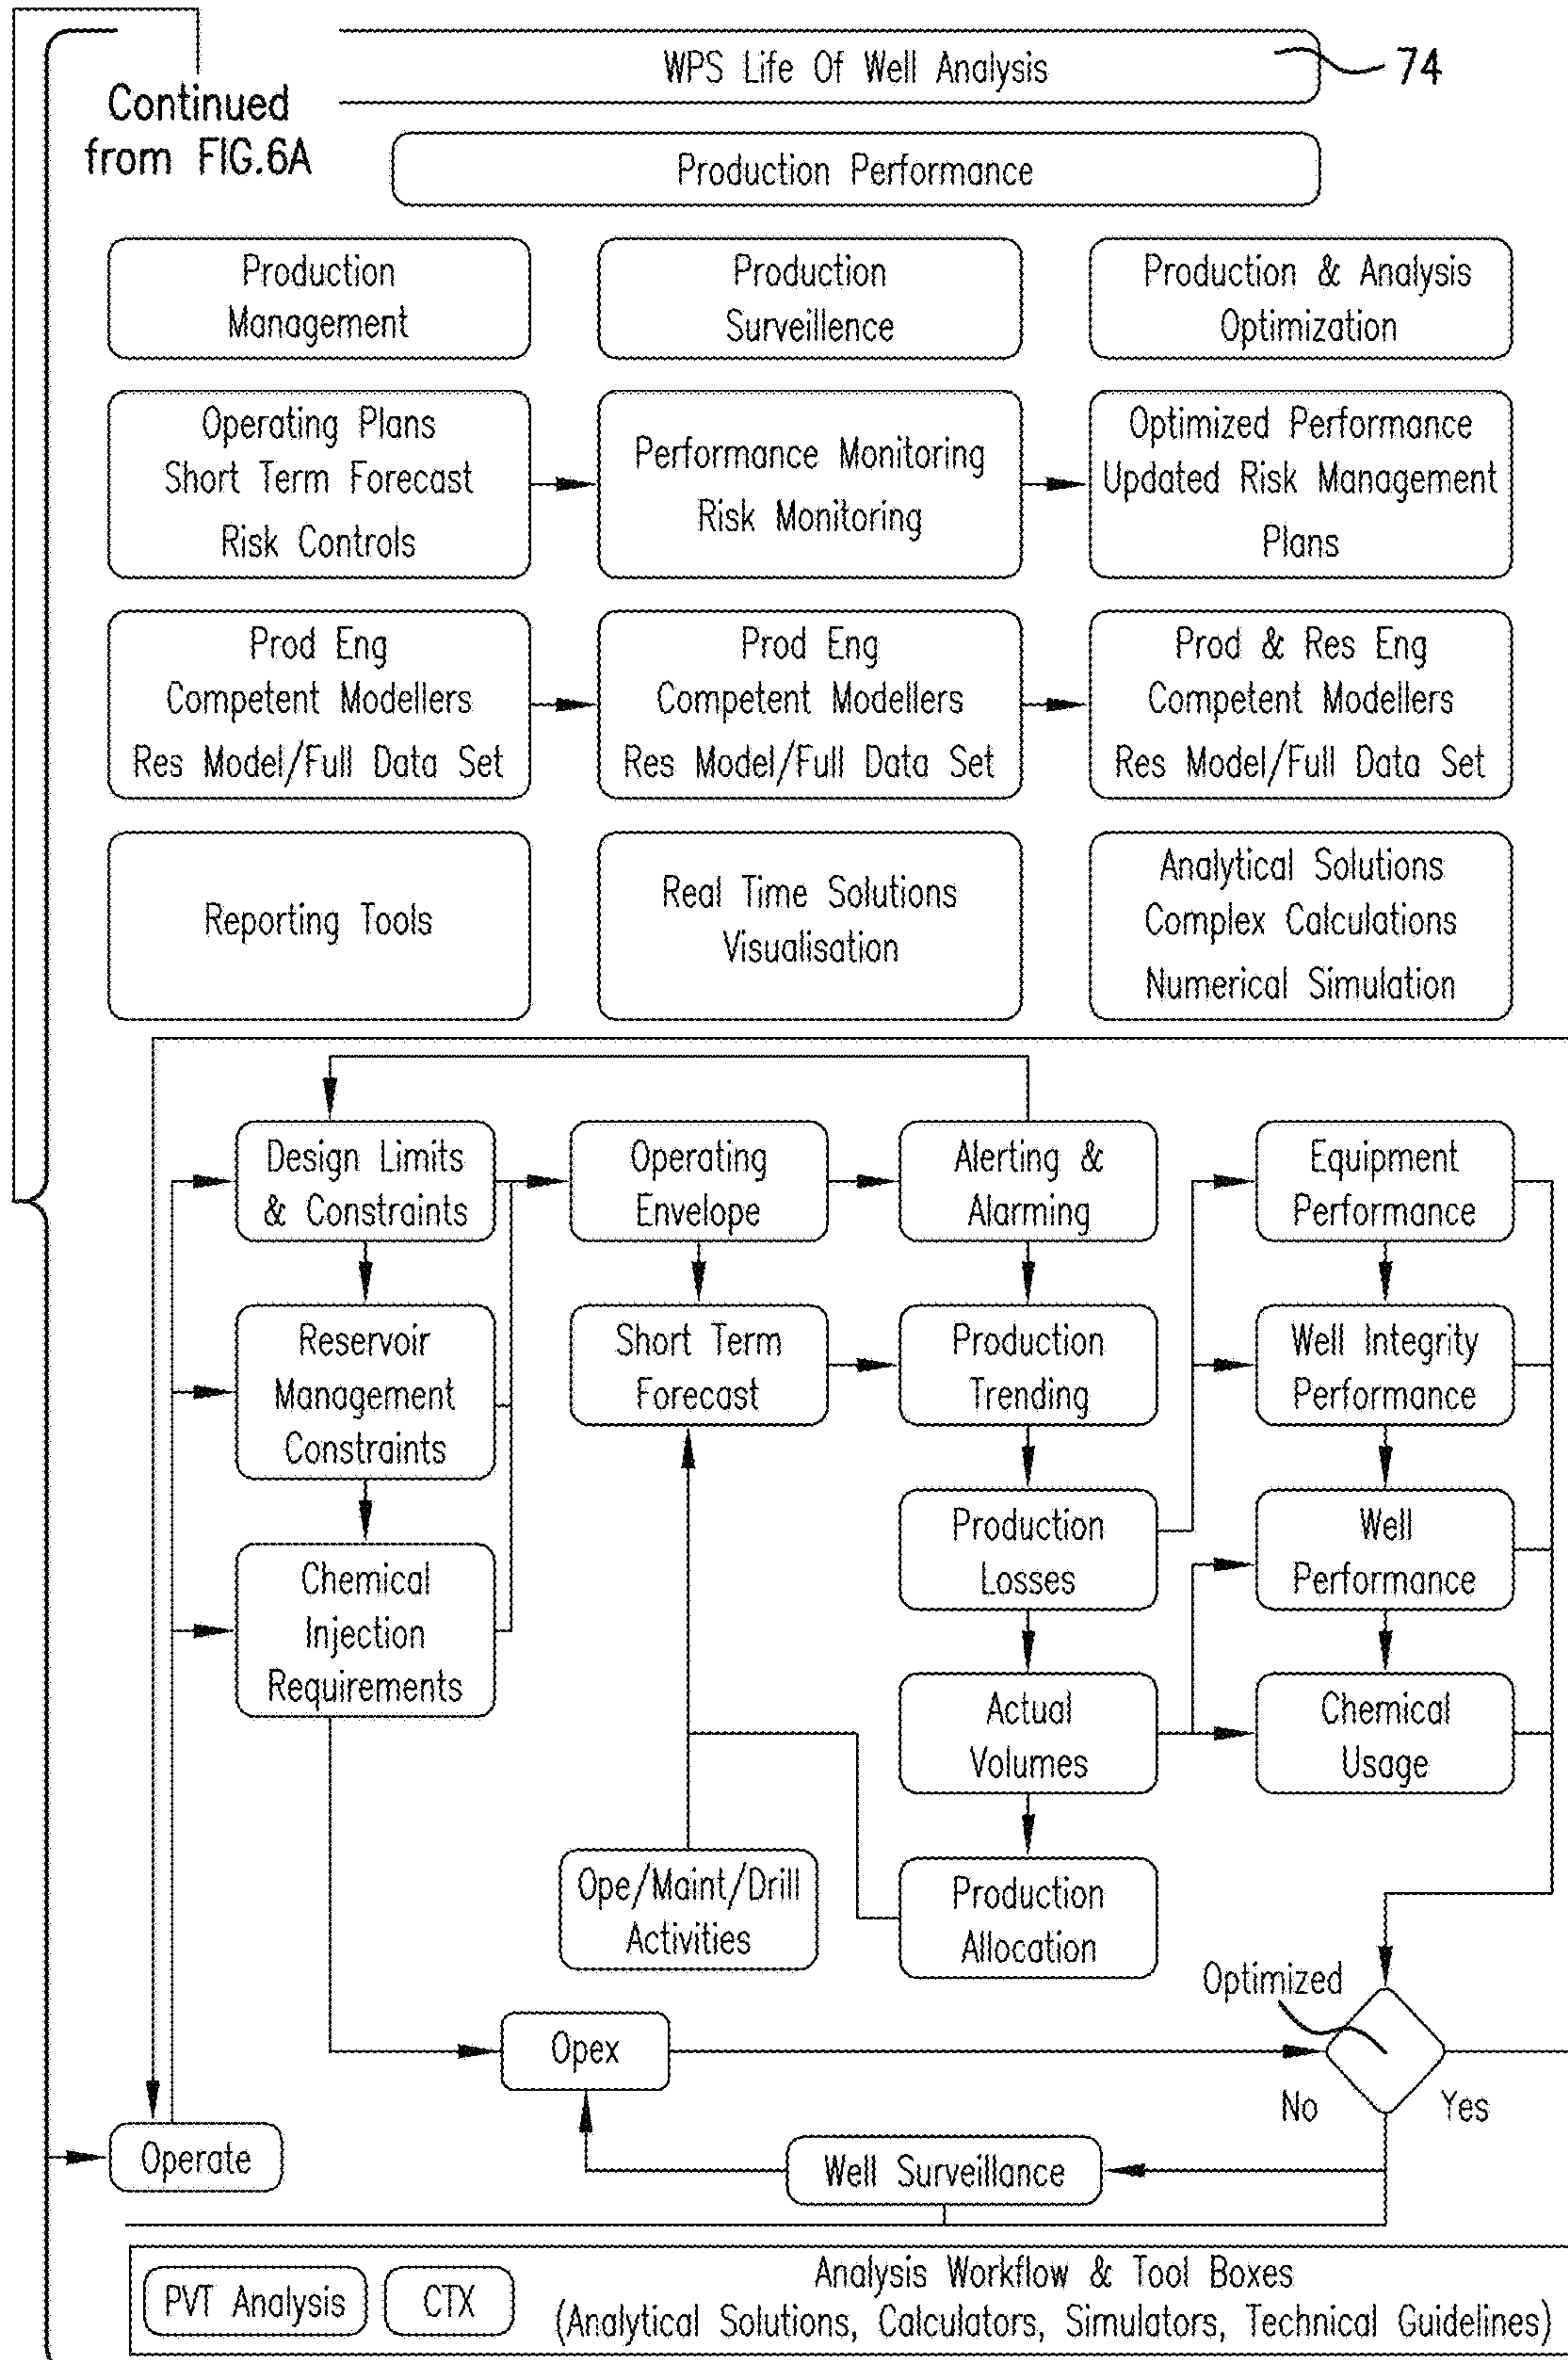 WPS Life Of Well Analysis
74
Continued
from FIG.6A
Production Performance
Production
Management
Production
Surveillence
Production & Analysis
Optimization
Operating Plans
Short Term Forecast
Risk Controls
Performance Monitoring
Risk Monitoring
Optimized Performance
Updated Risk Management
Plans
Prod Eng
Competent Modellers
Res Model/Full Data Set
Prod Eng
Competent Modellers
Res Model/Full Data Set
Prod & Res Eng
Competent Modellers
Res Model/Full Data Set
Reporting Tools
Real Time Solutions
Visualisation
Analytical Solutions
Complex Calculations
Numerical Simulation
Design Limits
& Constraints
Operating
Envelope
Alerting &
Alarming
Equipment
Performance
Reservoir
Management
Constraints
Short Term
Forecast
Production
Trending
Well Integrity
Performance
Chemical
Injection
Requirements
Production
Losses
Well
Performance
Actual
Volumes
Chemical
Usage
Ope/Maint/Drill
Activities
Production
Allocation
Optimized
Opex
No
Yes
Operate
Well Surveillance
PVT Analysis
CTX
Analysis Workflow & Tool Boxes
(Analytical Solutions, Calculators, Simulators, Technical Guidelines)